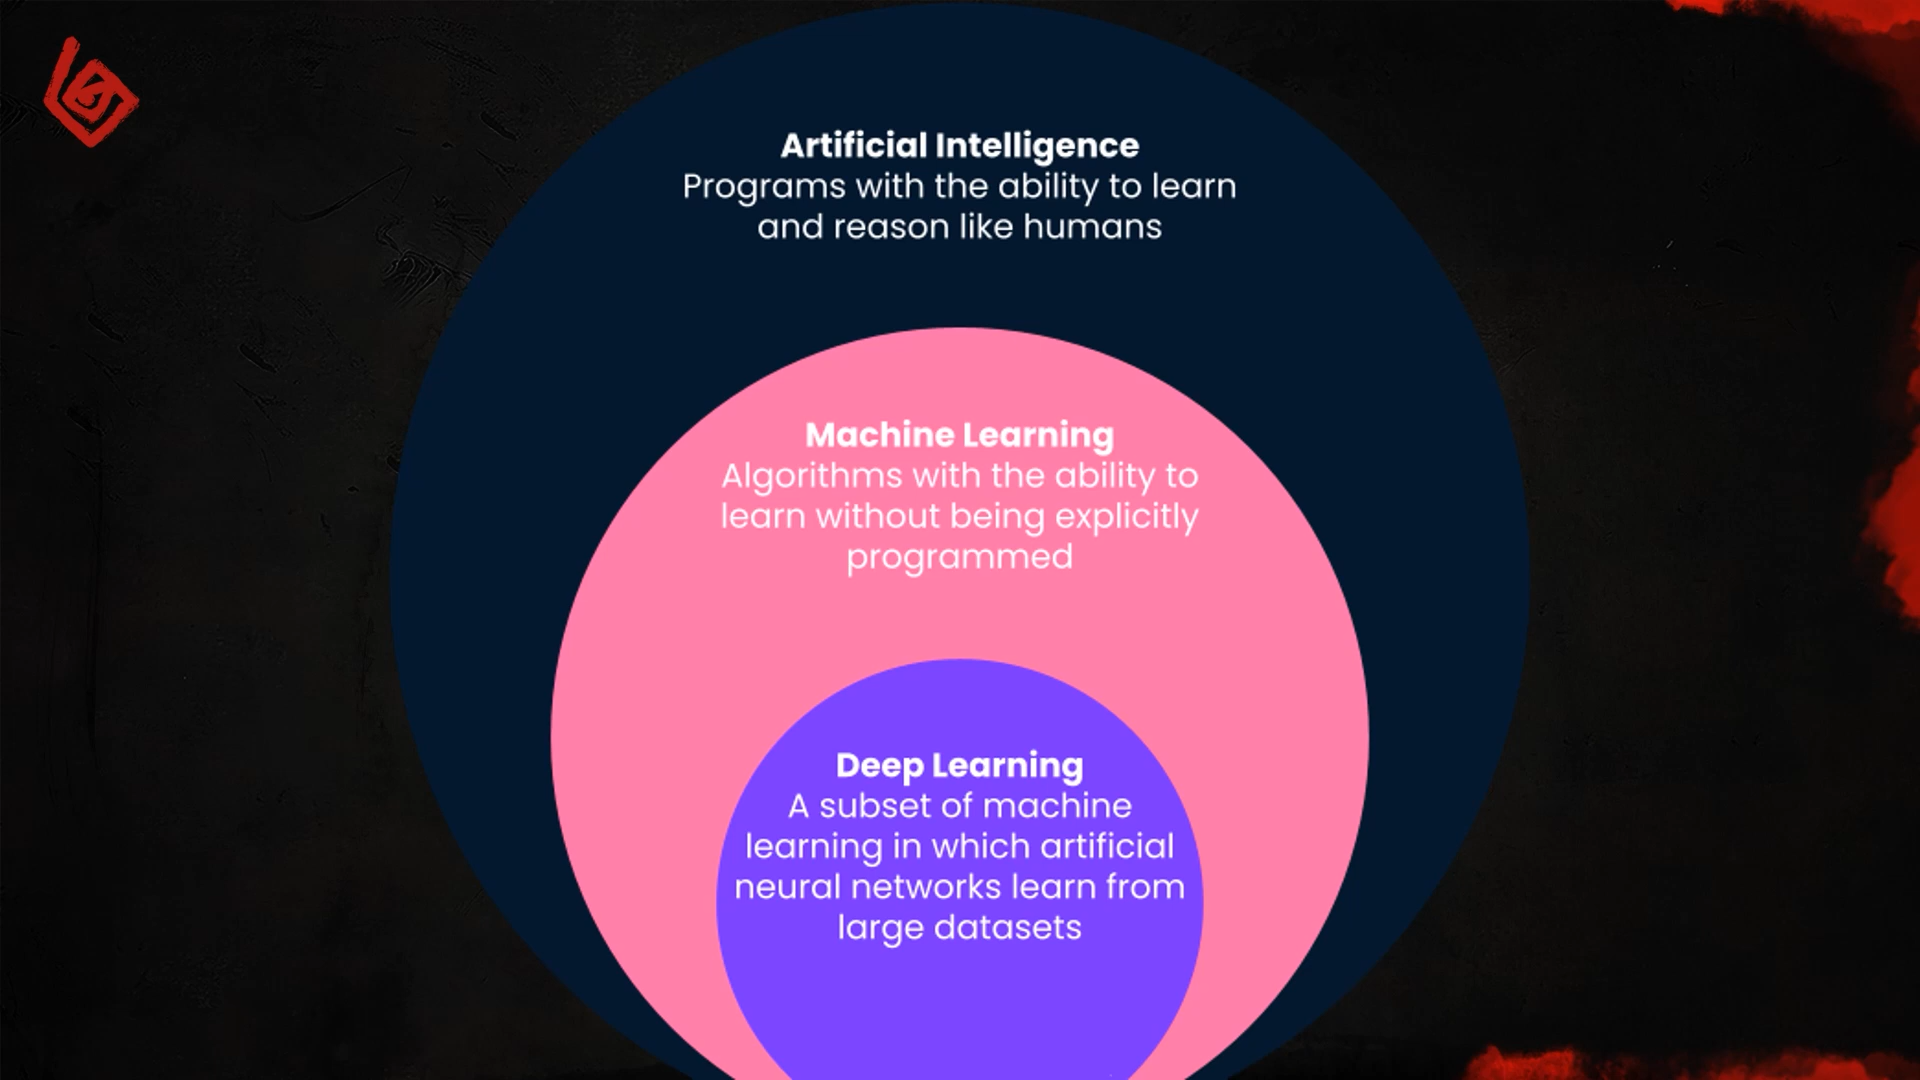 Artificial Intelligence
Programs with the ability to learn
and reason like humans
Machine Learning
Algorithms with the ability to
learn without being explicitly
programmed
Deep Learning
A subset of machine
learning in which artificial
neural networks learn from
large datasets